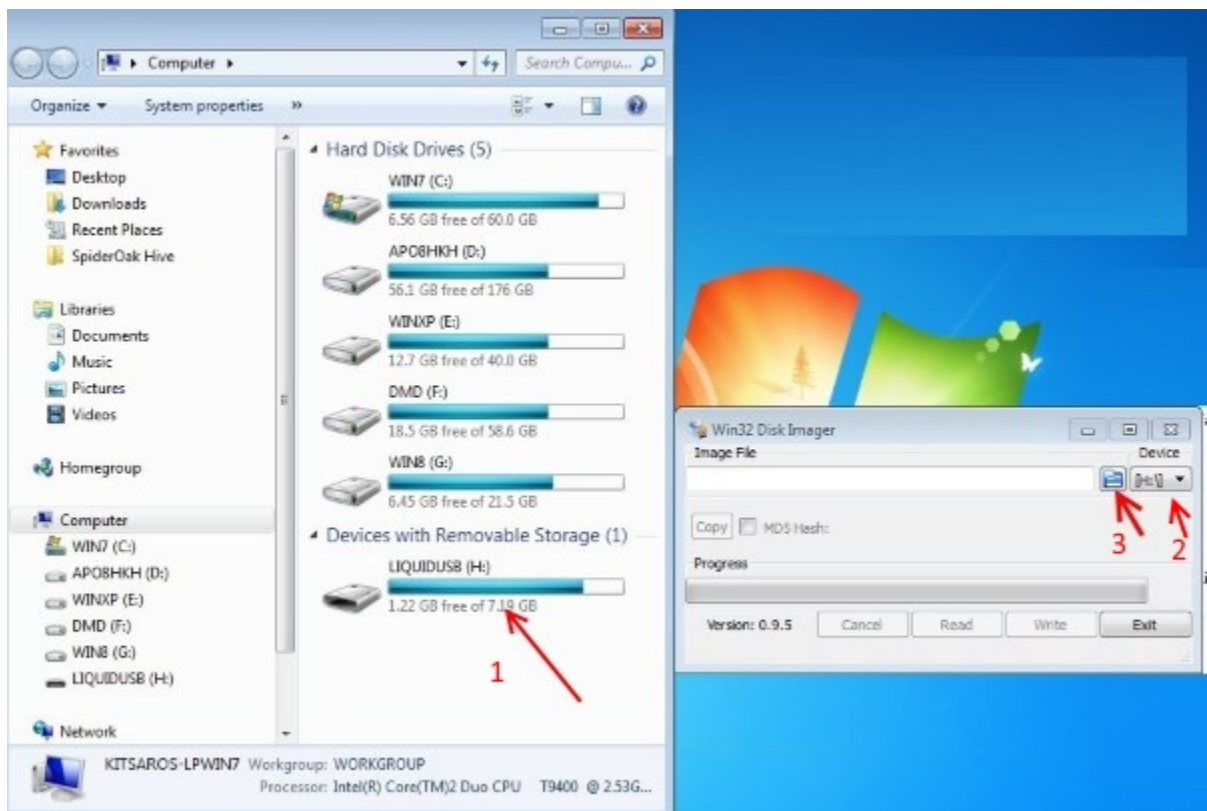 Computer
Search Compu...
Organize
System properties
»
Favorites
Desktop
Downloads
Recent Places
SpiderOak Hive
Libraries
Documents
Music
Pictures
Videos
Homegroup
Computer
WIN7 (C:)
APO8HKH (D:)
WINXP (E:)
DMD (F:)
WIN8 (G:)
LIQUIDUSB (H:)
Network
Hard Disk Drives (5)
WIN7 (C:)
6.56 GB free of 60.0 GB
APO8HKH (D:)
56.1 GB free of 176 GB
WINXP (E:)
12.7 GB free of 40.0 GB
DMD (F:)
18.5 GB free of 58.6 GB
WIN8 (G:)
6.45 GB free of 21.5 GB
Devices with Removable Storage (1)
LIQUIDUSB (H:)
1.22 GB free of 7.19 GB
1
KITSAROS-LPWIN7 Workgroup: WORKGROUP
Processor: Intel(R) Core(TM)2 Duo CPU T9400 @ 2.53G...
Win32 Disk Imager
Image File
Device
[H:\]
3
2
Copy
MD5 Hash:
Progress
Version: 0.9.5
Cancel
Read
Write
Exit